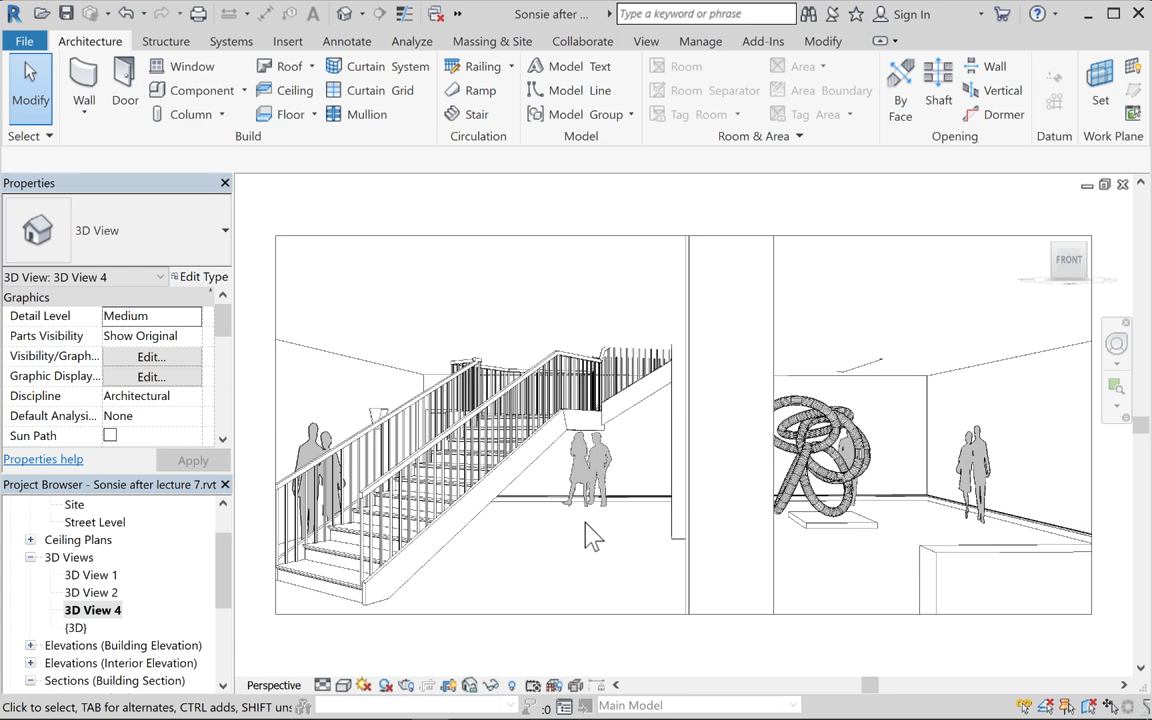 Sonsie after ...
Type a keyword or phrase
Sign In
File
Architecture
Structure
Systems
Insert
Annotate
Analyze
Massing & Site
Collaborate
View
Manage
Add-Ins
Modify
Modify
Wall
Door
Window
Component
Column
Roof
Ceiling
Floor
Curtain System
Curtain Grid
Mullion
Railing
Ramp
Stair
Model Text
Model Line
Model Group
Room
Room Separator
Tag Room
Area
Area Boundary
Tag Area
By Face
Shaft
Wall
Vertical
Dormer
Set
Select
Build
Circulation
Model
Room & Area
Opening
Datum
Work Plane
Properties
3D View
3D View: 3D View 4
Edit Type
Graphics
Detail Level Medium
Parts Visibility Show Original
Visibility/Graph... Edit...
Graphic Display... Edit...
Discipline Architectural
Default Analysi... None
Sun Path
Properties help
Apply
Project Browser - Sonsie after lecture 7.rvt
Site
Street Level
Ceiling Plans
3D Views
3D View 1
3D View 2
3D View 4
{3D}
Elevations (Building Elevation)
Elevations (Interior Elevation)
Sections (Building Section)
FRONT
Perspective
Click to select, TAB for alternates, CTRL adds, SHIFT uns
:0
Main Model